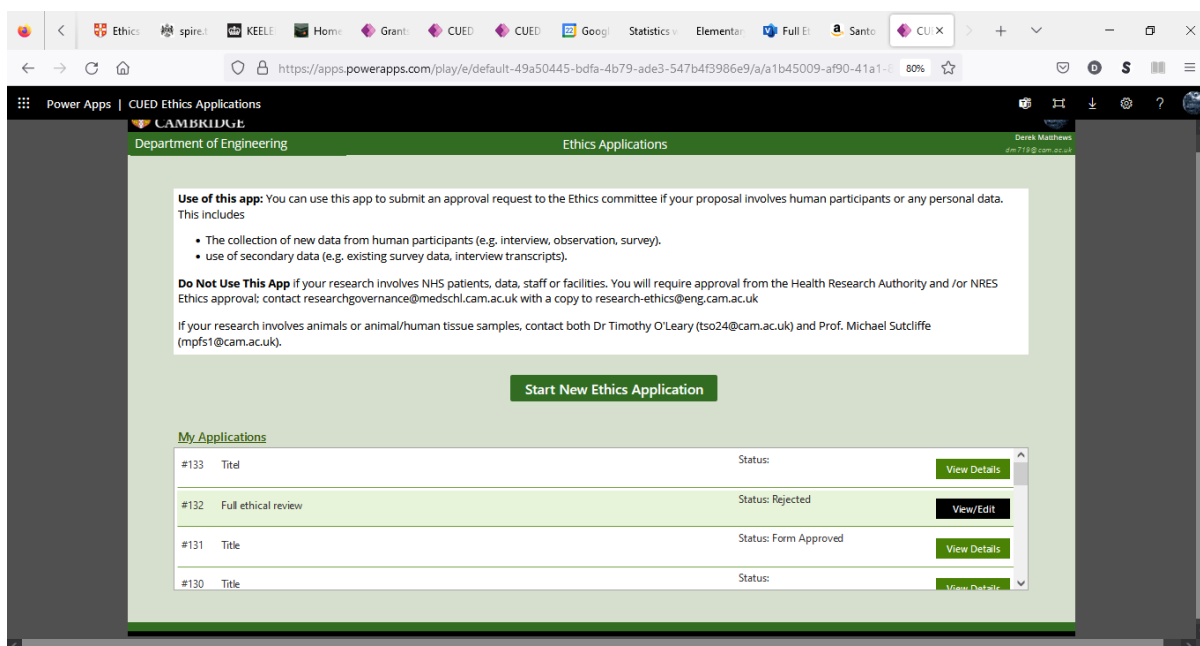 Ethics
spire.t
KEELE
Home
Grants
CUED
CUED
22
Googl
Statistics v
Elementar
Full Et
Santo
CUE
https://apps.powerapps.com/play/e/default-49a50445-bdfa-4b79-ade3-547b4f3986e9/a/a1b45009-af90-41a1-8
80%
D
S
Power Apps | CUED Ethics Applications
?
CAMBRIDGE
Department of Engineering
Ethics Applications
Derek Matthews
dm719@cam.ac.uk
Use of this app: You can use this app to submit an approval request to the Ethics committee if your proposal involves human participants or any personal data.
This includes
• The collection of new data from human participants (e.g. interview, observation, survey).
• use of secondary data (e.g. existing survey data, interview transcripts).
Do Not Use This App if your research involves NHS patients, data, staff or facilities. You will require approval from the Health Research Authority and /or NRES
Ethics approval; contact researchgovernance@medschl.cam.ac.uk with a copy to research-ethics@eng.cam.ac.uk
If your research involves animals or animal/human tissue samples, contact both Dr Timothy O'Leary (tso24@cam.ac.uk) and Prof. Michael Sutcliffe
(mpfs1@cam.ac.uk).
Start New Ethics Application
My Applications
#133 Titel Status: View Details
#132 Full ethical review Status: Rejected View/Edit
#131 Title Status: Form Approved View Details
#130 Title Status: View Details